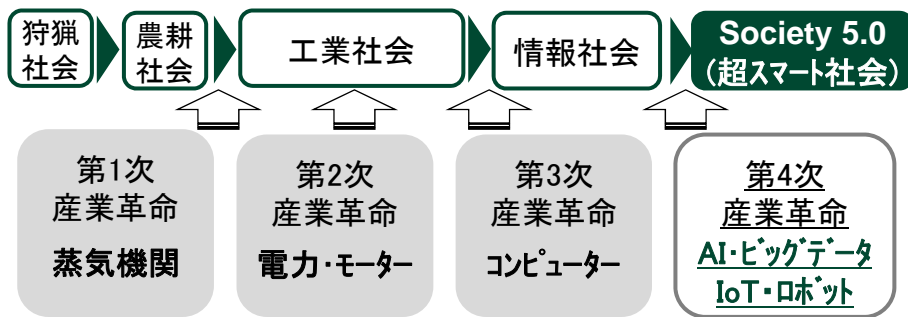 狩猟
社会
農耕
社会
工業社会
情報社会
Society 5.0
(超スマート社会)
第1次
産業革命
蒸気機関
第2次
産業革命
電力・モーター
第3次
産業革命
コンピューター
第4次
産業革命
AI・ビッグデータ
IoT・ロボット